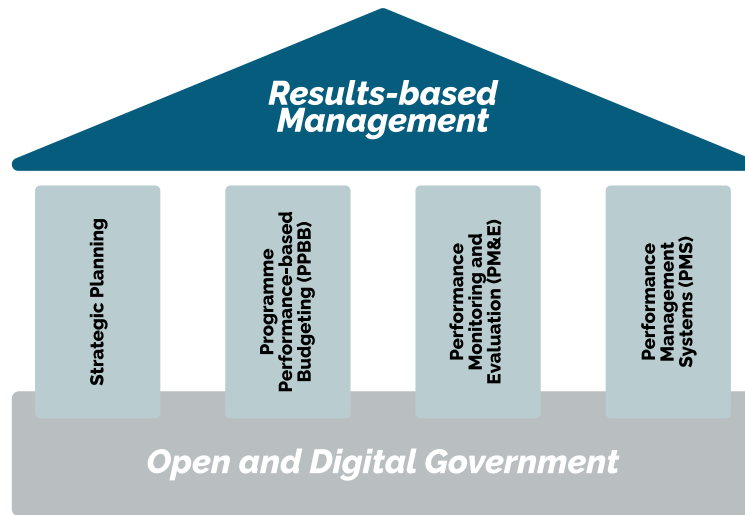 Results-based
Management
Strategic Planning
Programme
Performance-based
Budgeting (PPBB)
Performance
Monitoring and
Evaluation (PM&E)
Performance
Management
Systems (PMS)
Open and Digital Government